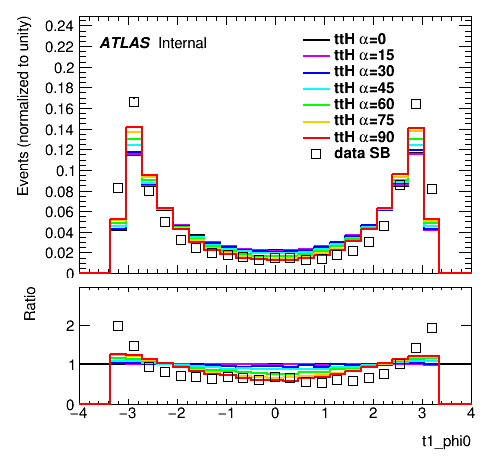 ATLAS Internal
ttH α=0
ttH α=15
ttH α=30
ttH α=45
ttH α=60
ttH α=75
ttH α=90
data SB
Events (normalized to unity)
0.24
0.22
0.2
0.18
0.16
0.14
0.12
0.1
0.08
0.06
0.04
0.02
0
Ratio
2
1
0
−4 −3 −2 −1 0 1 2 3 4
t1_phi0